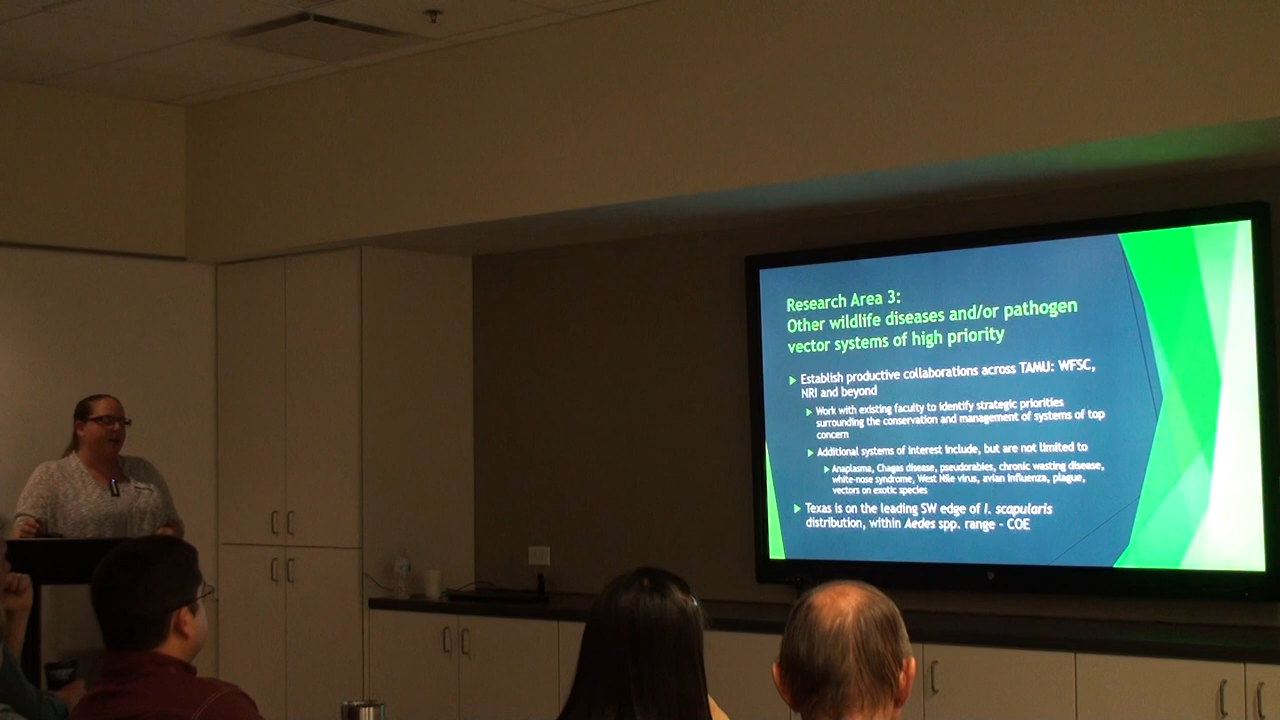 Research Area 3:
Other wildlife diseases and/or pathogen
vector systems of high priority
Establish productive collaborations across TAMU: WFSC,
NRI and beyond
Work with existing faculty to identify strategic priorities
surrounding the conservation and management of systems of top
concern
Additional systems of interest include, but are not limited to
Anaplasma, Chagas disease, pseudorabies, chronic wasting disease,
white-nose syndrome, West Nile virus, avian influenza, plague,
vectors on exotic species
Texas is on the leading SW edge of I. scapularis
distribution, within Aedes spp. range - COE